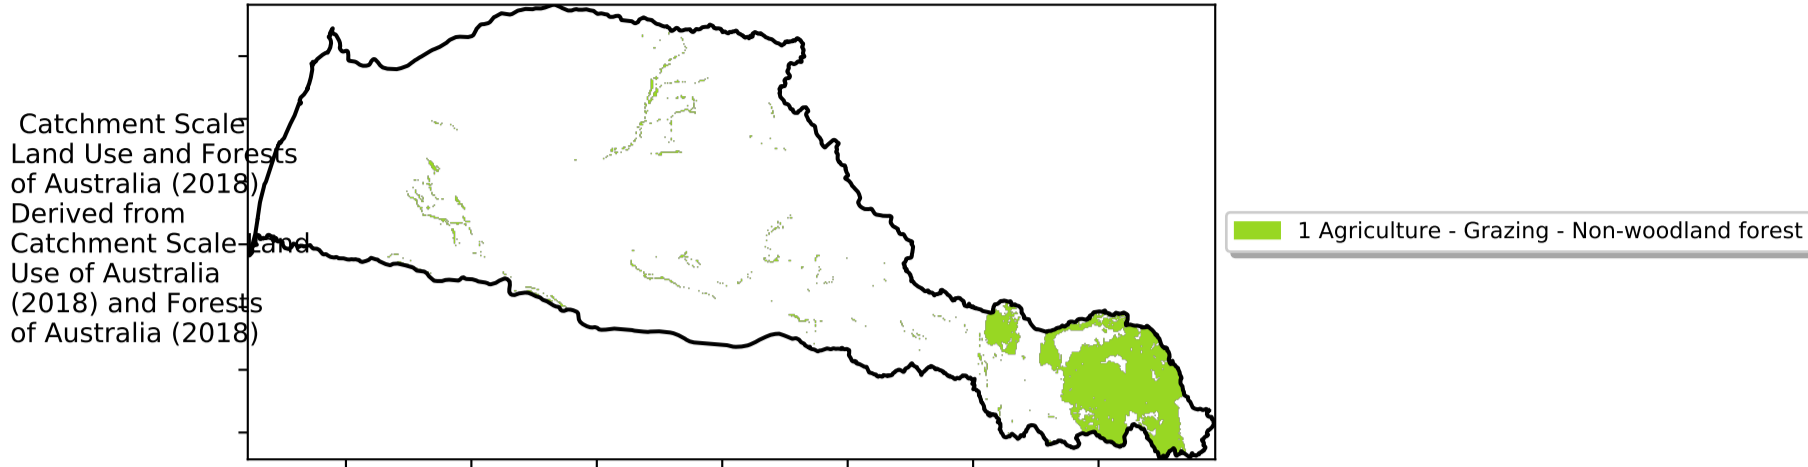 Catchment Scale
Land Use and Forests
of Australia (2018)
Derived from
Catchment Scale Land
Use of Australia
(2018) and Forests
of Australia (2018)
1 Agriculture - Grazing - Non-woodland forest